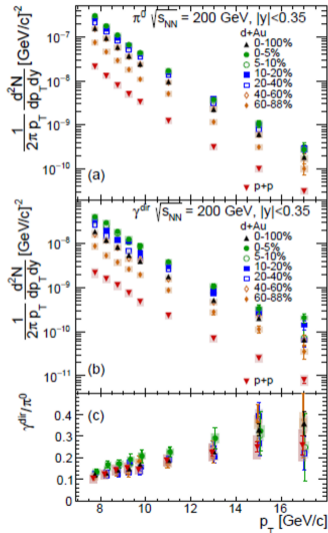 π⁰ √s_NN = 200 GeV, |y|<0.35
d+Au
0-100%
0-5%
5-10%
10-20%
20-40%
40-60%
60-88%
p+p
(a)
1/(2π p_T) d²N/(dp_T dy) [GeV/c]⁻²
10⁻⁶
10⁻⁷
10⁻⁸
10⁻⁹
10⁻¹⁰
γ^dir √s_NN = 200 GeV, |y|<0.35
d+Au
0-100%
0-5%
5-10%
10-20%
20-40%
40-60%
60-88%
p+p
(b)
1/(2π p_T) d²N/(dp_T dy) [GeV/c]⁻²
10⁻⁸
10⁻⁹
10⁻¹⁰
10⁻¹¹
(c)
γ^dir/π⁰
0.4
0.3
0.2
0.1
0
8 10 12 14 16
p_T [GeV/c]